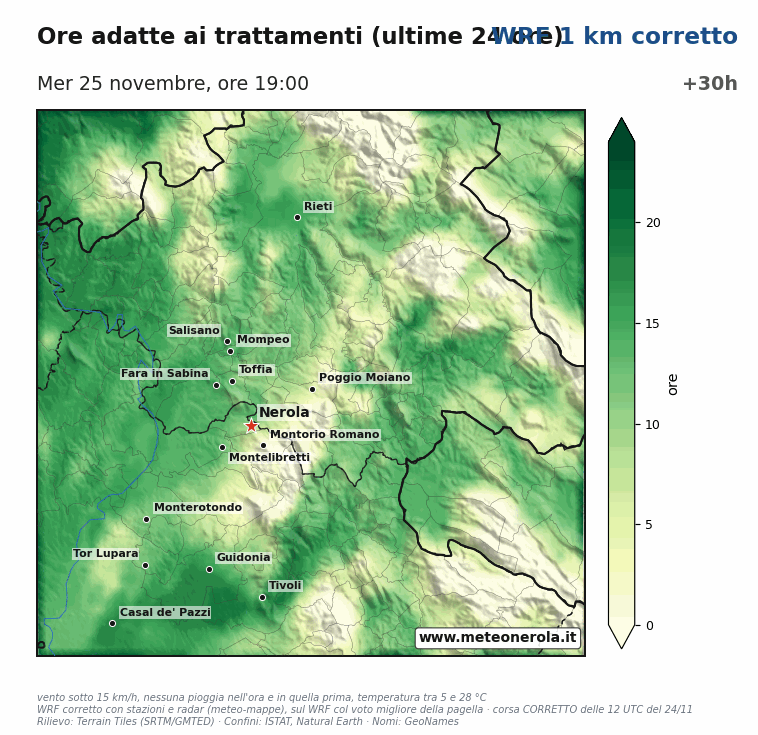 Ore adatte ai trattamenti (ultime 24 ore)
WRF 1 km corretto
Mer 25 novembre, ore 19:00
+30h
Rieti
Salisano
Mompeo
Toffia
Fara in Sabina
Poggio Moiano
Nerola
Montorio Romano
Montelibretti
Monterotondo
Tor Lupara
Guidonia
Tivoli
Casal de' Pazzi
www.meteonerola.it
20
15
10
5
0
ore
vento sotto 15 km/h, nessuna pioggia nell'ora e in quella prima, temperatura tra 5 e 28 °C
WRF corretto con stazioni e radar (meteo-mappe), sul WRF col voto migliore della pagella · corsa CORRETTO delle 12 UTC del 24/11
Rilievo: Terrain Tiles (SRTM/GMTED) · Confini: ISTAT, Natural Earth · Nomi: GeoNames